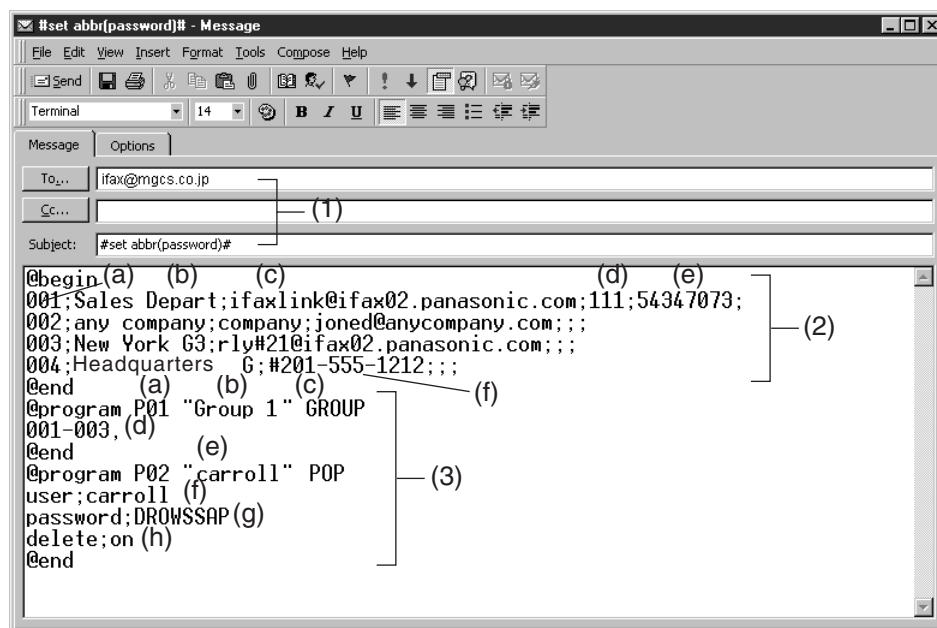 #set abbr(password)# - Message
File Edit View Insert Format Tools Compose Help
Send
Terminal 14 B I U
Message Options
To... ifax@mgcs.co.jp
Cc... (1)
Subject: #set abbr(password)#
@begin (a) (b) (c) (d) (e)
001;Sales Depart;ifaxlink@ifax02.panasonic.com;111;54347073;
002;any company;company;joned@anycompany.com;;; (2)
003;New York G3;rly#21@ifax02.panasonic.com;;;
004;Headquarters G;#201-555-1212;;;
@end (a) (b) (c) (f)
@program P01 "Group 1" GROUP
001-003, (d)
@end (e)
@program P02 "carroll" POP (3)
user;carroll (f)
password;DROWSSAP (g)
delete;on (h)
@end